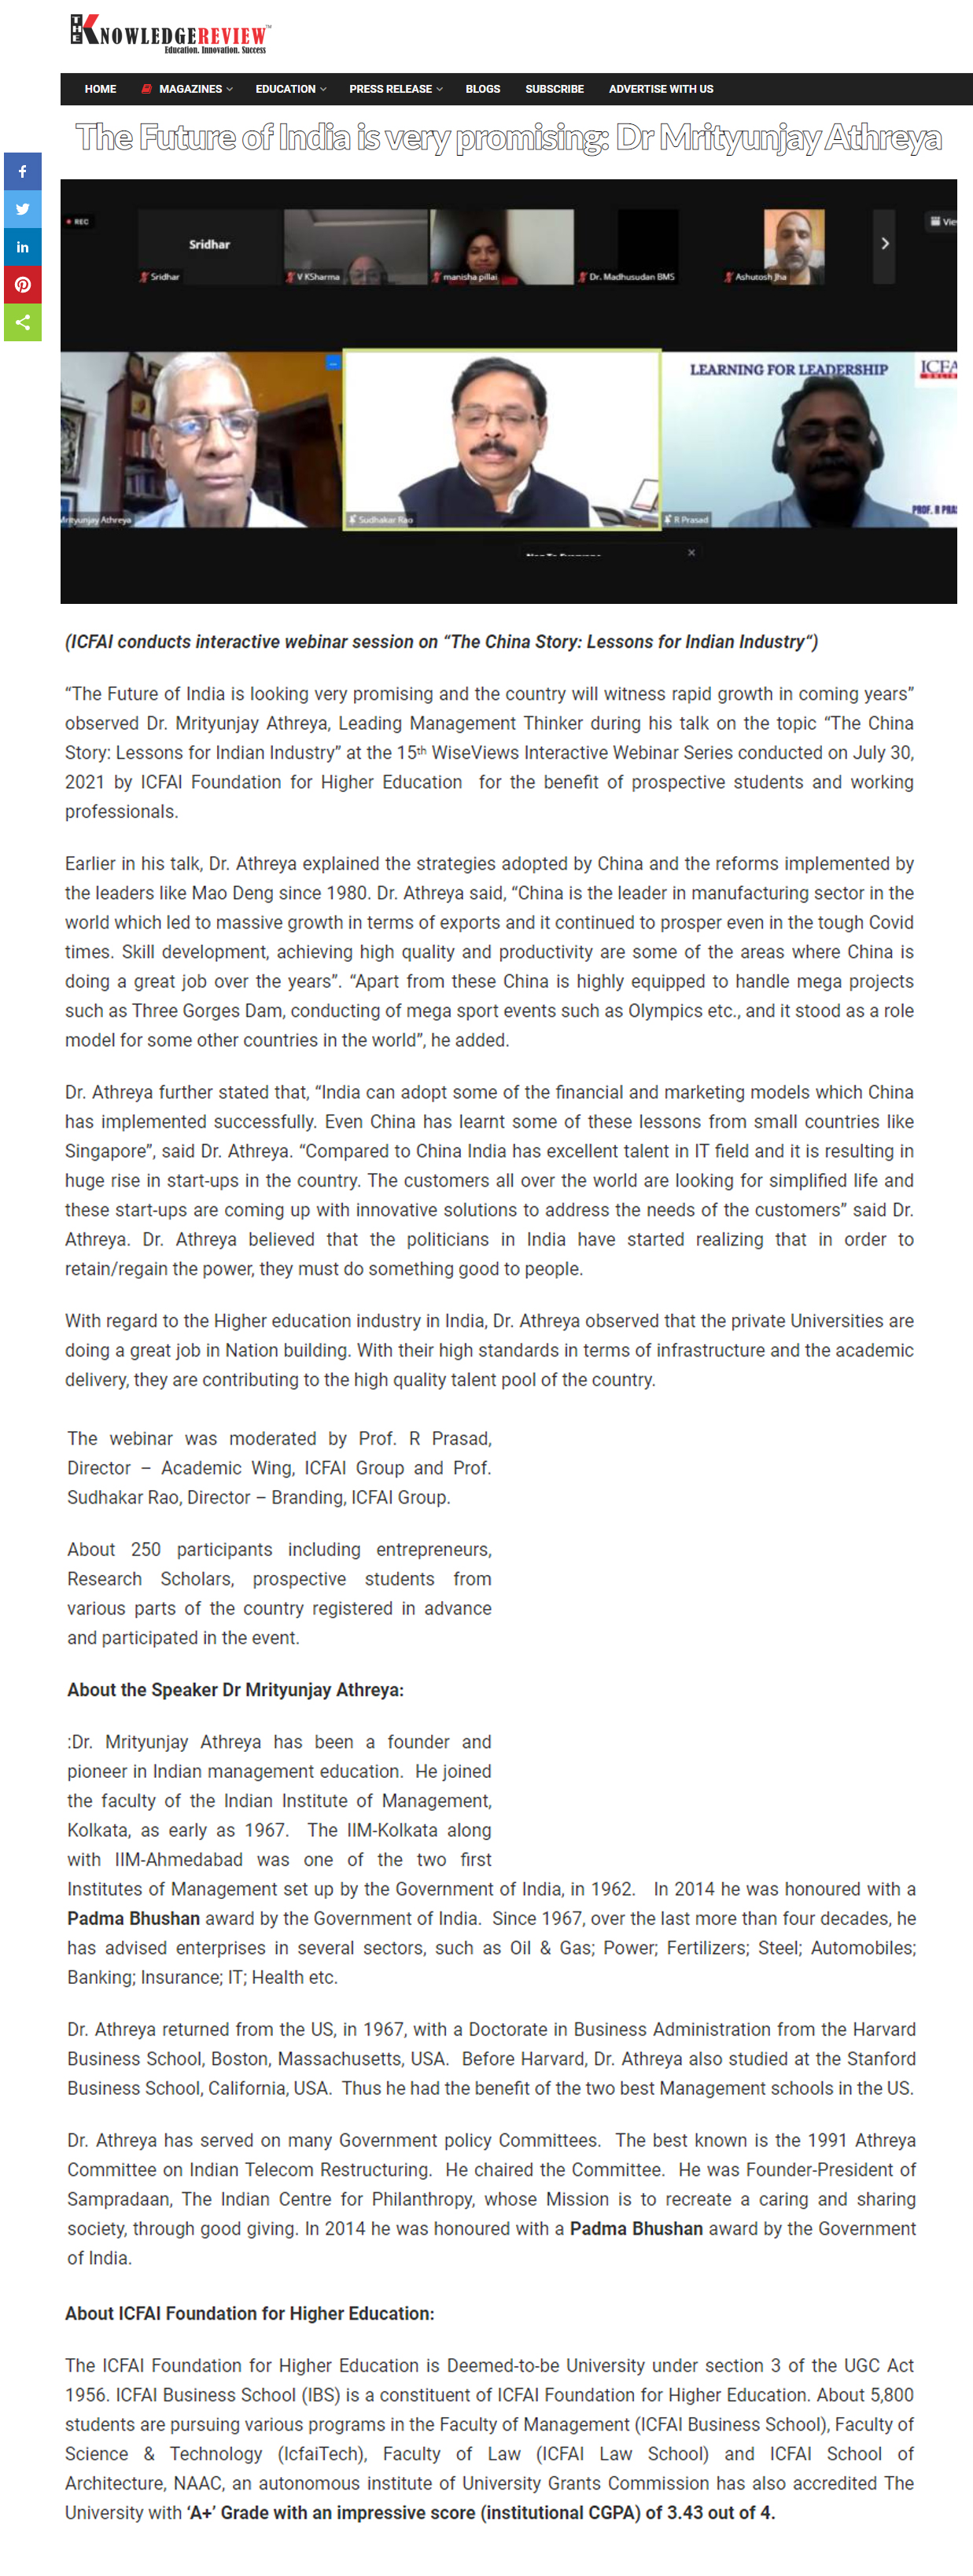 THE KNOWLEDGEREVIEW™
Education. Innovation. Success
HOME MAGAZINES EDUCATION PRESS RELEASE BLOGS SUBSCRIBE ADVERTISE WITH US
The Future of India is very promising: Dr Mrityunjay Athreya
REC
Sridhar
Vie
Sridhar
V KSharma
manisha pillai
Dr. Madhusudan BMS
Ashutosh Jha
LEARNING FOR LEADERSHIP
ICFA
Mrityunjay Athreya
Sudhakar Rao
R Prasad
PROF. R PRA
(ICFAI conducts interactive webinar session on “The China Story: Lessons for Indian Industry“)
“The Future of India is looking very promising and the country will witness rapid growth in coming years”
observed Dr. Mrityunjay Athreya, Leading Management Thinker during his talk on the topic “The China
Story: Lessons for Indian Industry” at the 15th WiseViews Interactive Webinar Series conducted on July 30,
2021 by ICFAI Foundation for Higher Education for the benefit of prospective students and working
professionals.
Earlier in his talk, Dr. Athreya explained the strategies adopted by China and the reforms implemented by
the leaders like Mao Deng since 1980. Dr. Athreya said, “China is the leader in manufacturing sector in the
world which led to massive growth in terms of exports and it continued to prosper even in the tough Covid
times. Skill development, achieving high quality and productivity are some of the areas where China is
doing a great job over the years”. “Apart from these China is highly equipped to handle mega projects
such as Three Gorges Dam, conducting of mega sport events such as Olympics etc., and it stood as a role
model for some other countries in the world”, he added.
Dr. Athreya further stated that, “India can adopt some of the financial and marketing models which China
has implemented successfully. Even China has learnt some of these lessons from small countries like
Singapore”, said Dr. Athreya. “Compared to China India has excellent talent in IT field and it is resulting in
huge rise in start-ups in the country. The customers all over the world are looking for simplified life and
these start-ups are coming up with innovative solutions to address the needs of the customers” said Dr.
Athreya. Dr. Athreya believed that the politicians in India have started realizing that in order to
retain/regain the power, they must do something good to people.
With regard to the Higher education industry in India, Dr. Athreya observed that the private Universities are
doing a great job in Nation building. With their high standards in terms of infrastructure and the academic
delivery, they are contributing to the high quality talent pool of the country.
The webinar was moderated by Prof. R Prasad,
Director – Academic Wing, ICFAI Group and Prof.
Sudhakar Rao, Director – Branding, ICFAI Group.
About 250 participants including entrepreneurs,
Research Scholars, prospective students from
various parts of the country registered in advance
and participated in the event.
About the Speaker Dr Mrityunjay Athreya:
:Dr. Mrityunjay Athreya has been a founder and
pioneer in Indian management education. He joined
the faculty of the Indian Institute of Management,
Kolkata, as early as 1967. The IIM-Kolkata along
with IIM-Ahmedabad was one of the two first
Institutes of Management set up by the Government of India, in 1962. In 2014 he was honoured with a
Padma Bhushan award by the Government of India. Since 1967, over the last more than four decades, he
has advised enterprises in several sectors, such as Oil & Gas; Power; Fertilizers; Steel; Automobiles;
Banking; Insurance; IT; Health etc.
Dr. Athreya returned from the US, in 1967, with a Doctorate in Business Administration from the Harvard
Business School, Boston, Massachusetts, USA. Before Harvard, Dr. Athreya also studied at the Stanford
Business School, California, USA. Thus he had the benefit of the two best Management schools in the US.
Dr. Athreya has served on many Government policy Committees. The best known is the 1991 Athreya
Committee on Indian Telecom Restructuring. He chaired the Committee. He was Founder-President of
Sampradaan, The Indian Centre for Philanthropy, whose Mission is to recreate a caring and sharing
society, through good giving. In 2014 he was honoured with a Padma Bhushan award by the Government
of India.
About ICFAI Foundation for Higher Education:
The ICFAI Foundation for Higher Education is Deemed-to-be University under section 3 of the UGC Act
1956. ICFAI Business School (IBS) is a constituent of ICFAI Foundation for Higher Education. About 5,800
students are pursuing various programs in the Faculty of Management (ICFAI Business School), Faculty of
Science & Technology (IcfaiTech), Faculty of Law (ICFAI Law School) and ICFAI School of
Architecture, NAAC, an autonomous institute of University Grants Commission has also accredited The
University with ‘A+’ Grade with an impressive score (institutional CGPA) of 3.43 out of 4.